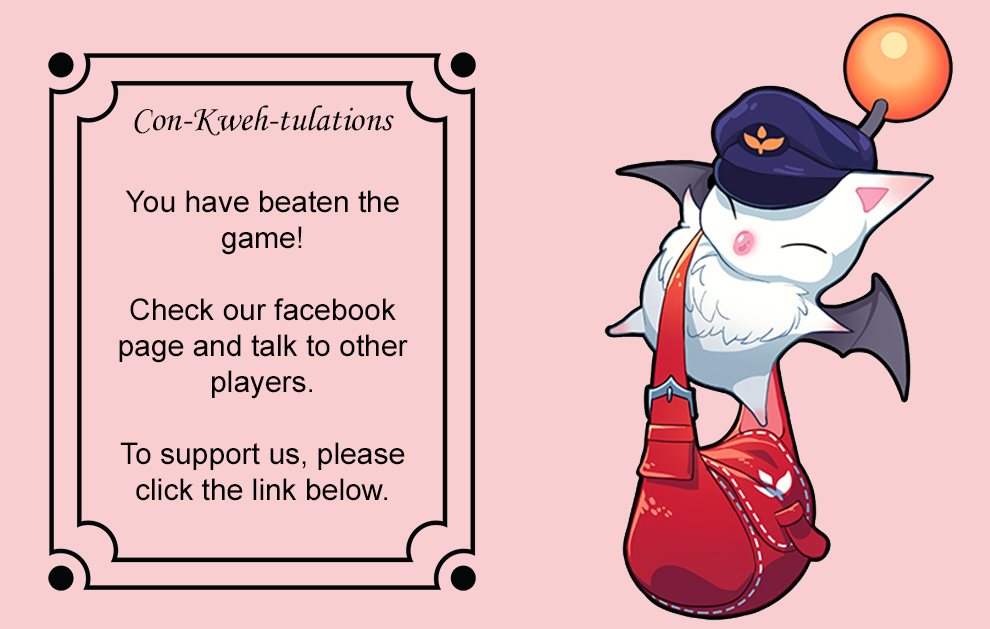 Con-Kweh-tulations
You have beaten the
game!
Check our facebook
page and talk to other
players.
To support us, please
click the link below.